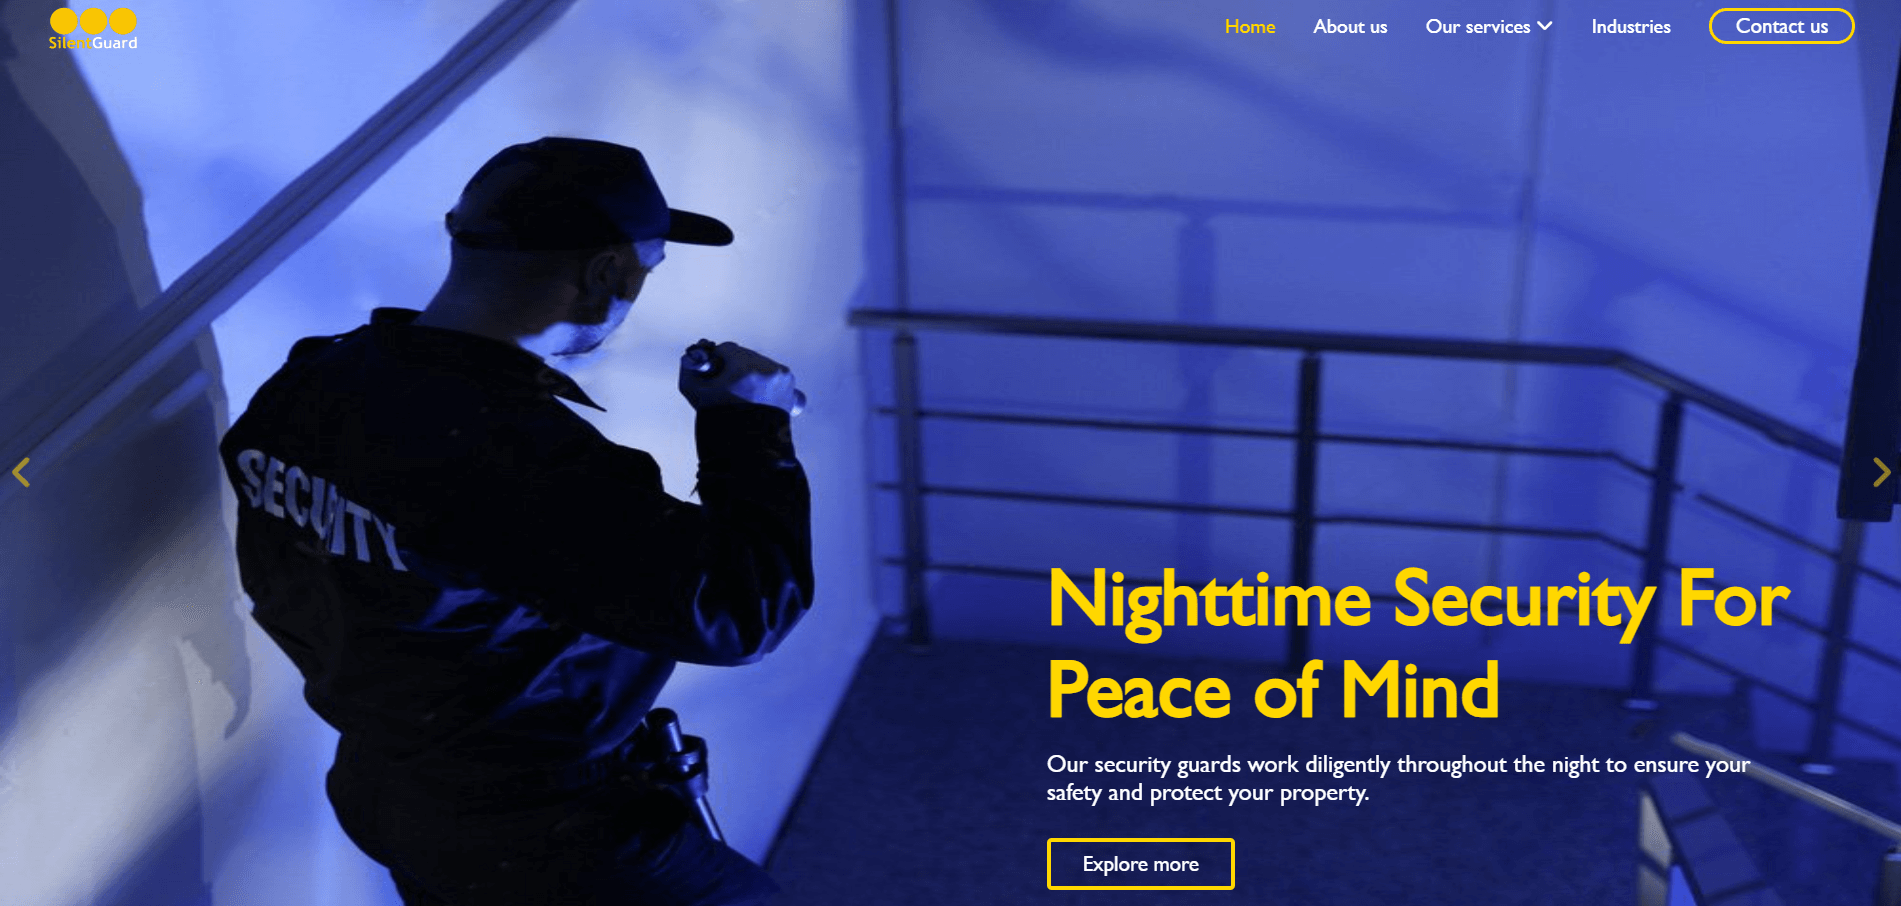 SilentGuard
Home
About us
Our services
Industries
Contact us
SECURITY
Nighttime Security For
Peace of Mind
Our security guards work diligently throughout the night to ensure your
safety and protect your property.
Explore more